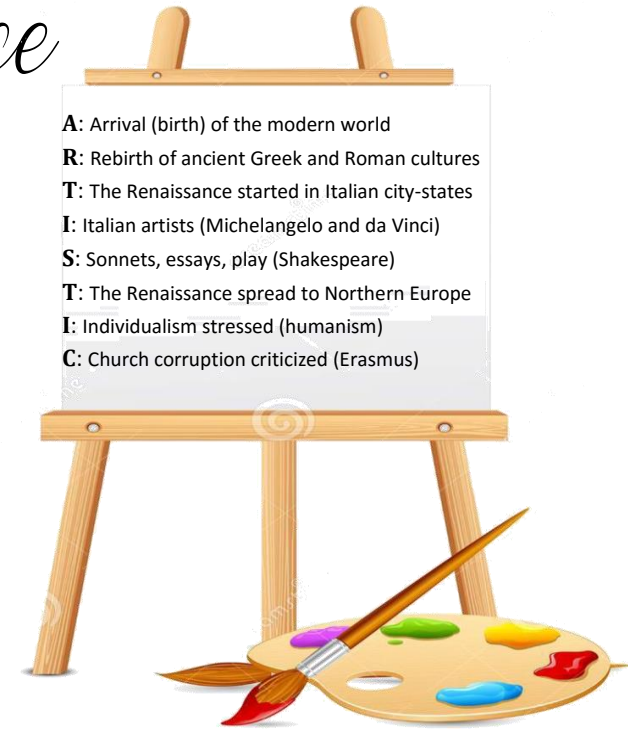 ce
A: Arrival (birth) of the modern world
R: Rebirth of ancient Greek and Roman cultures
T: The Renaissance started in Italian city-states
I: Italian artists (Michelangelo and da Vinci)
S: Sonnets, essays, play (Shakespeare)
T: The Renaissance spread to Northern Europe
I: Individualism stressed (humanism)
C: Church corruption criticized (Erasmus)